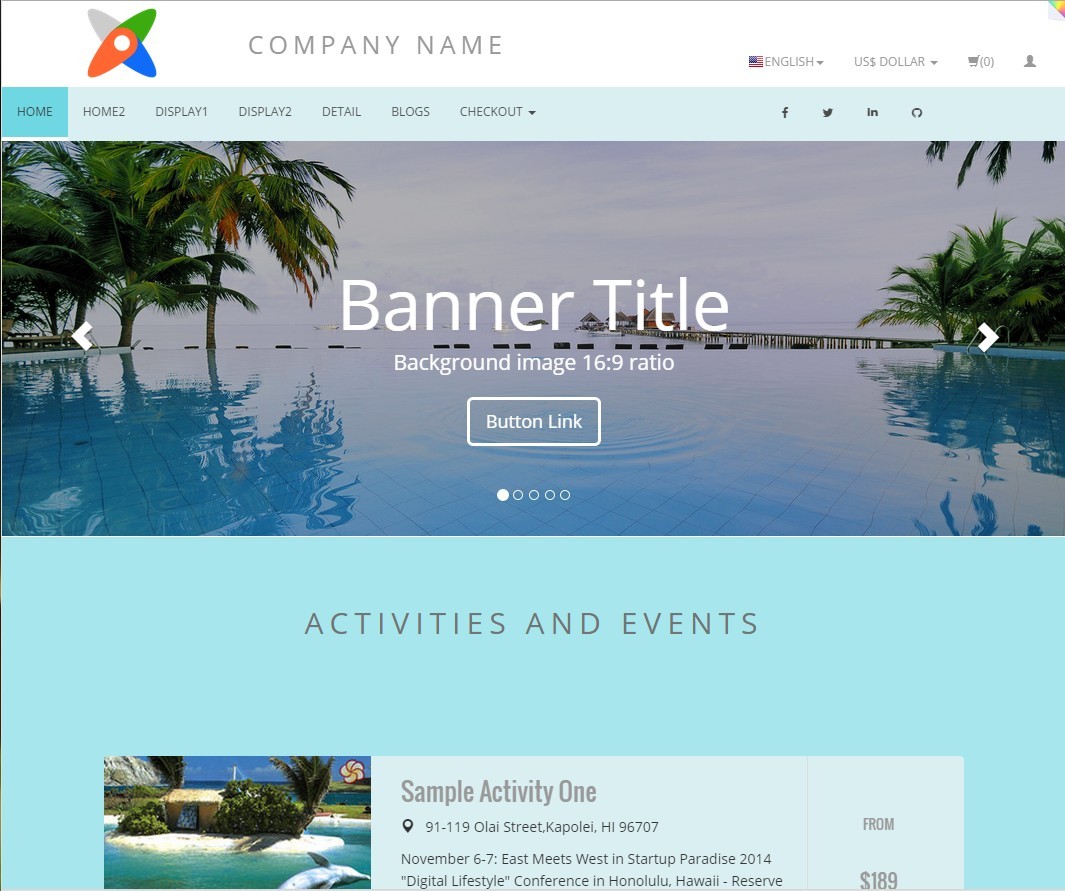 COMPANY NAME
ENGLISH US$ DOLLAR (0)
HOME HOME2 DISPLAY1 DISPLAY2 DETAIL BLOGS CHECKOUT
Banner Title
Background image 16:9 ratio
Button Link
ACTIVITIES AND EVENTS
Sample Activity One
91-119 Olai Street,Kapolei, HI 96707
November 6-7: East Meets West in Startup Paradise 2014
"Digital Lifestyle" Conference in Honolulu, Hawaii - Reserve
FROM
$189